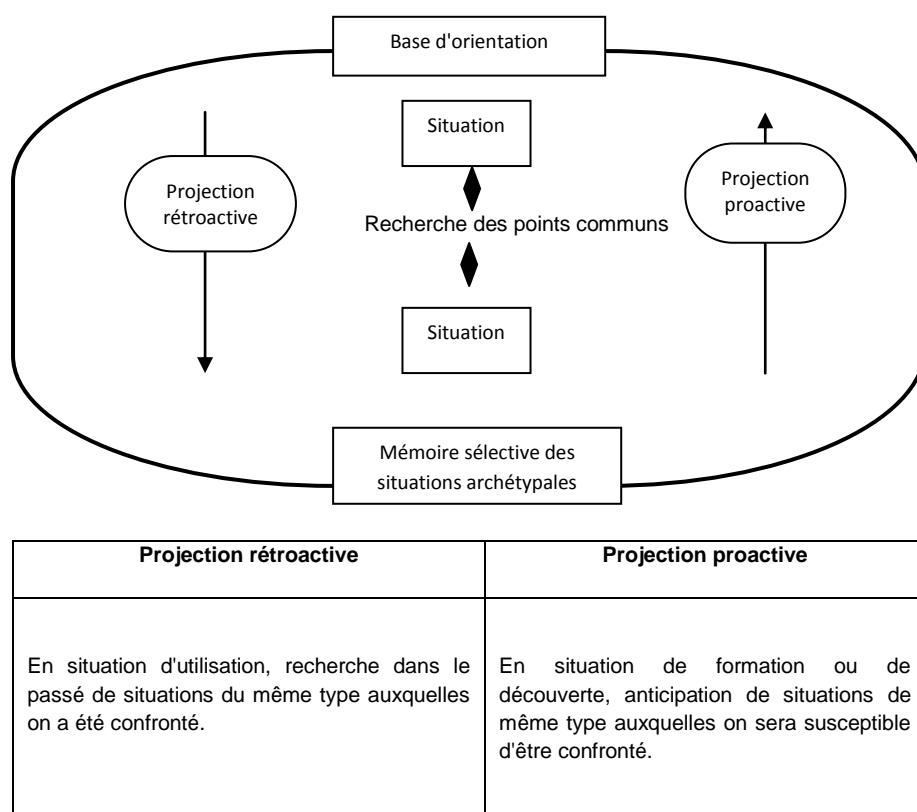 Base d'orientation
Situation
Projection
rétroactive
Projection
proactive
Recherche des points communs
Situation
Mémoire sélective des
situations archétypales
Projection rétroactive
Projection proactive
En situation d'utilisation, recherche dans le
passé de situations du même type auxquelles
on a été confronté.
En situation de formation ou de
découverte, anticipation de situations de
même type auxquelles on sera susceptible
d'être confronté.